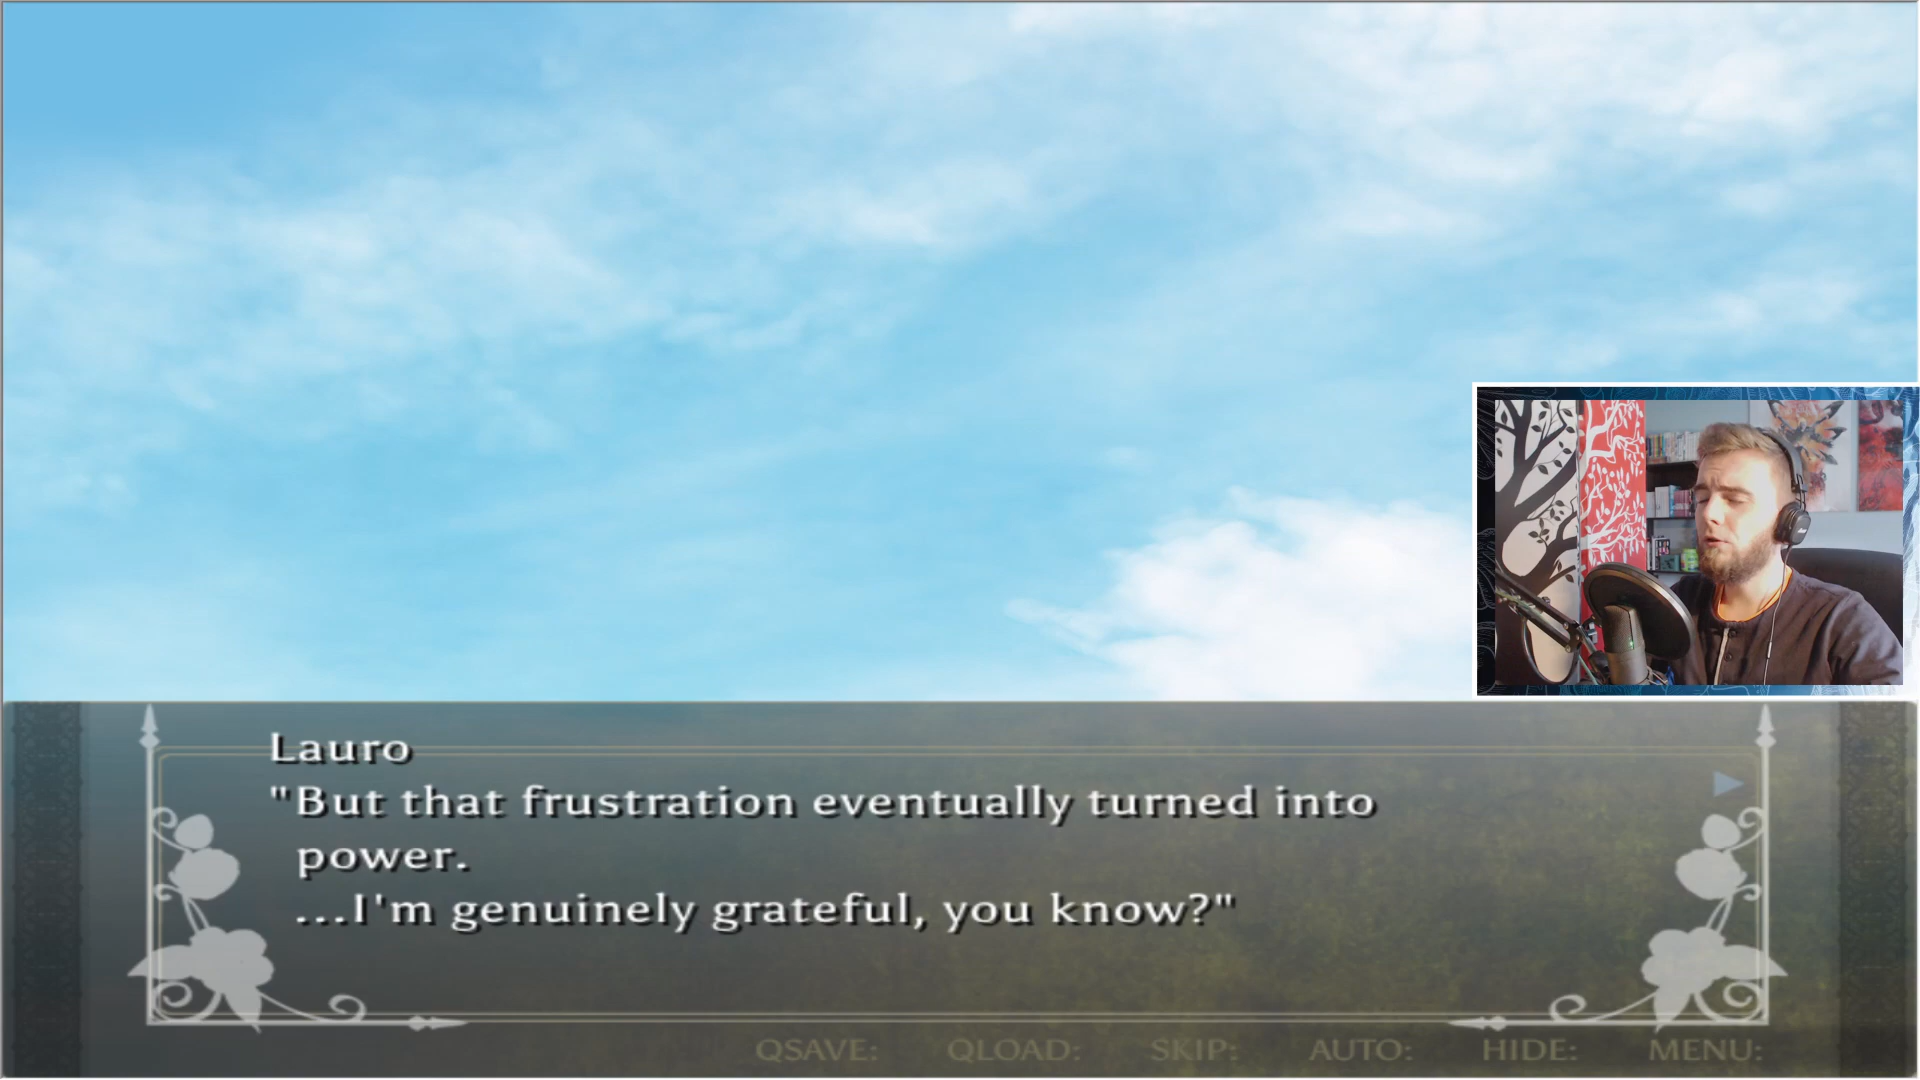 Lauro
"But that frustration eventually turned into
power.
...I'm genuinely grateful, you know?"
QSAVE: QLOAD: SKIP: AUTO: HIDE: MENU: